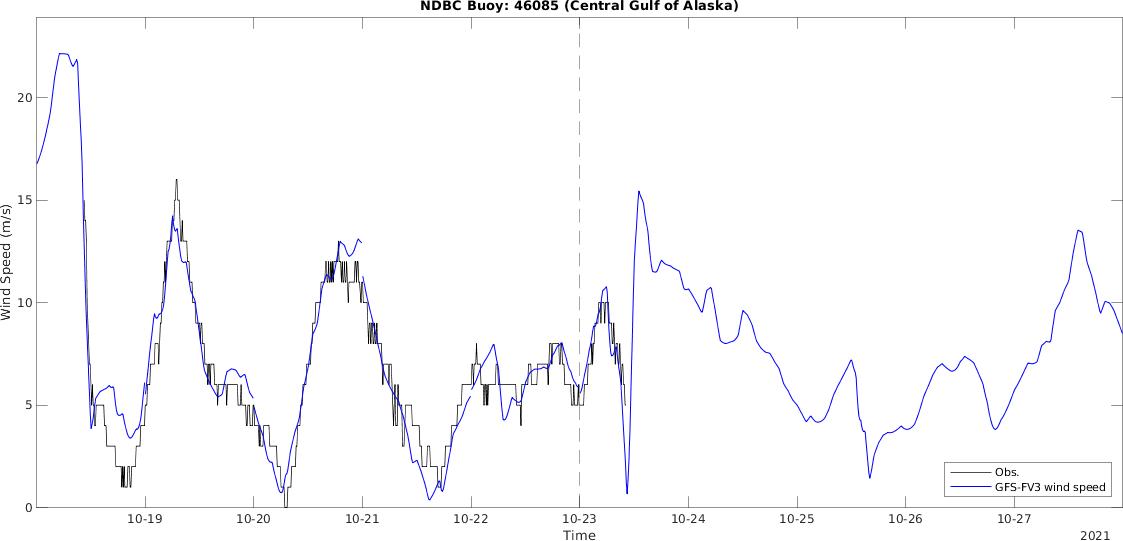 NDBC Buoy: 46085 (Central Gulf of Alaska)
Wind Speed (m/s)
20
15
10
5
0
10-19 10-20 10-21 10-22 10-23 10-24 10-25 10-26 10-27
Time
2021
Obs.
GFS-FV3 wind speed